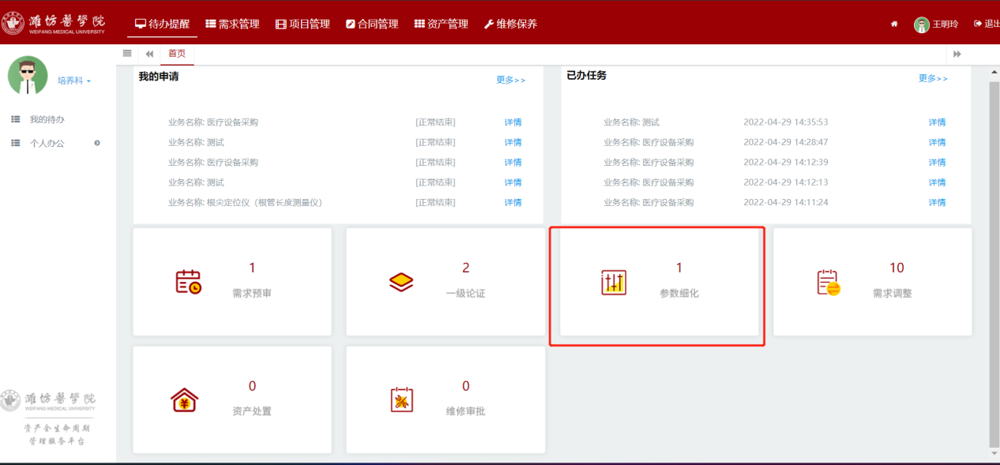 潍坊醫学院
WEIFANG MEDICAL UNIVERSITY
待办提醒 需求管理 项目管理 合同管理 资产管理 维修保养
王明玲 退出
首页
培养科
我的待办
个人办公
我的申请 更多>>
业务名称: 医疗设备采购 [正常结束] 详情
业务名称: 测试 [正常结束] 详情
业务名称: 医疗设备采购 [正常结束] 详情
业务名称: 测试 [正常结束] 详情
业务名称: 根尖定位仪（根管长度测量仪） [正常结束] 详情
已办任务 更多>>
业务名称: 测试 2022-04-29 14:35:53 详情
业务名称: 医疗设备采购 2022-04-29 14:28:47 详情
业务名称: 医疗设备采购 2022-04-29 14:12:39 详情
业务名称: 医疗设备采购 2022-04-29 14:12:13 详情
业务名称: 医疗设备采购 2022-04-29 14:11:24 详情
1
需求预审
2
一级论证
1
参数细化
10
需求调整
0
资产处置
0
维修审批
潍坊醫学院
WEIFANG MEDICAL UNIVERSITY
资产全生命周期
管理服务平台